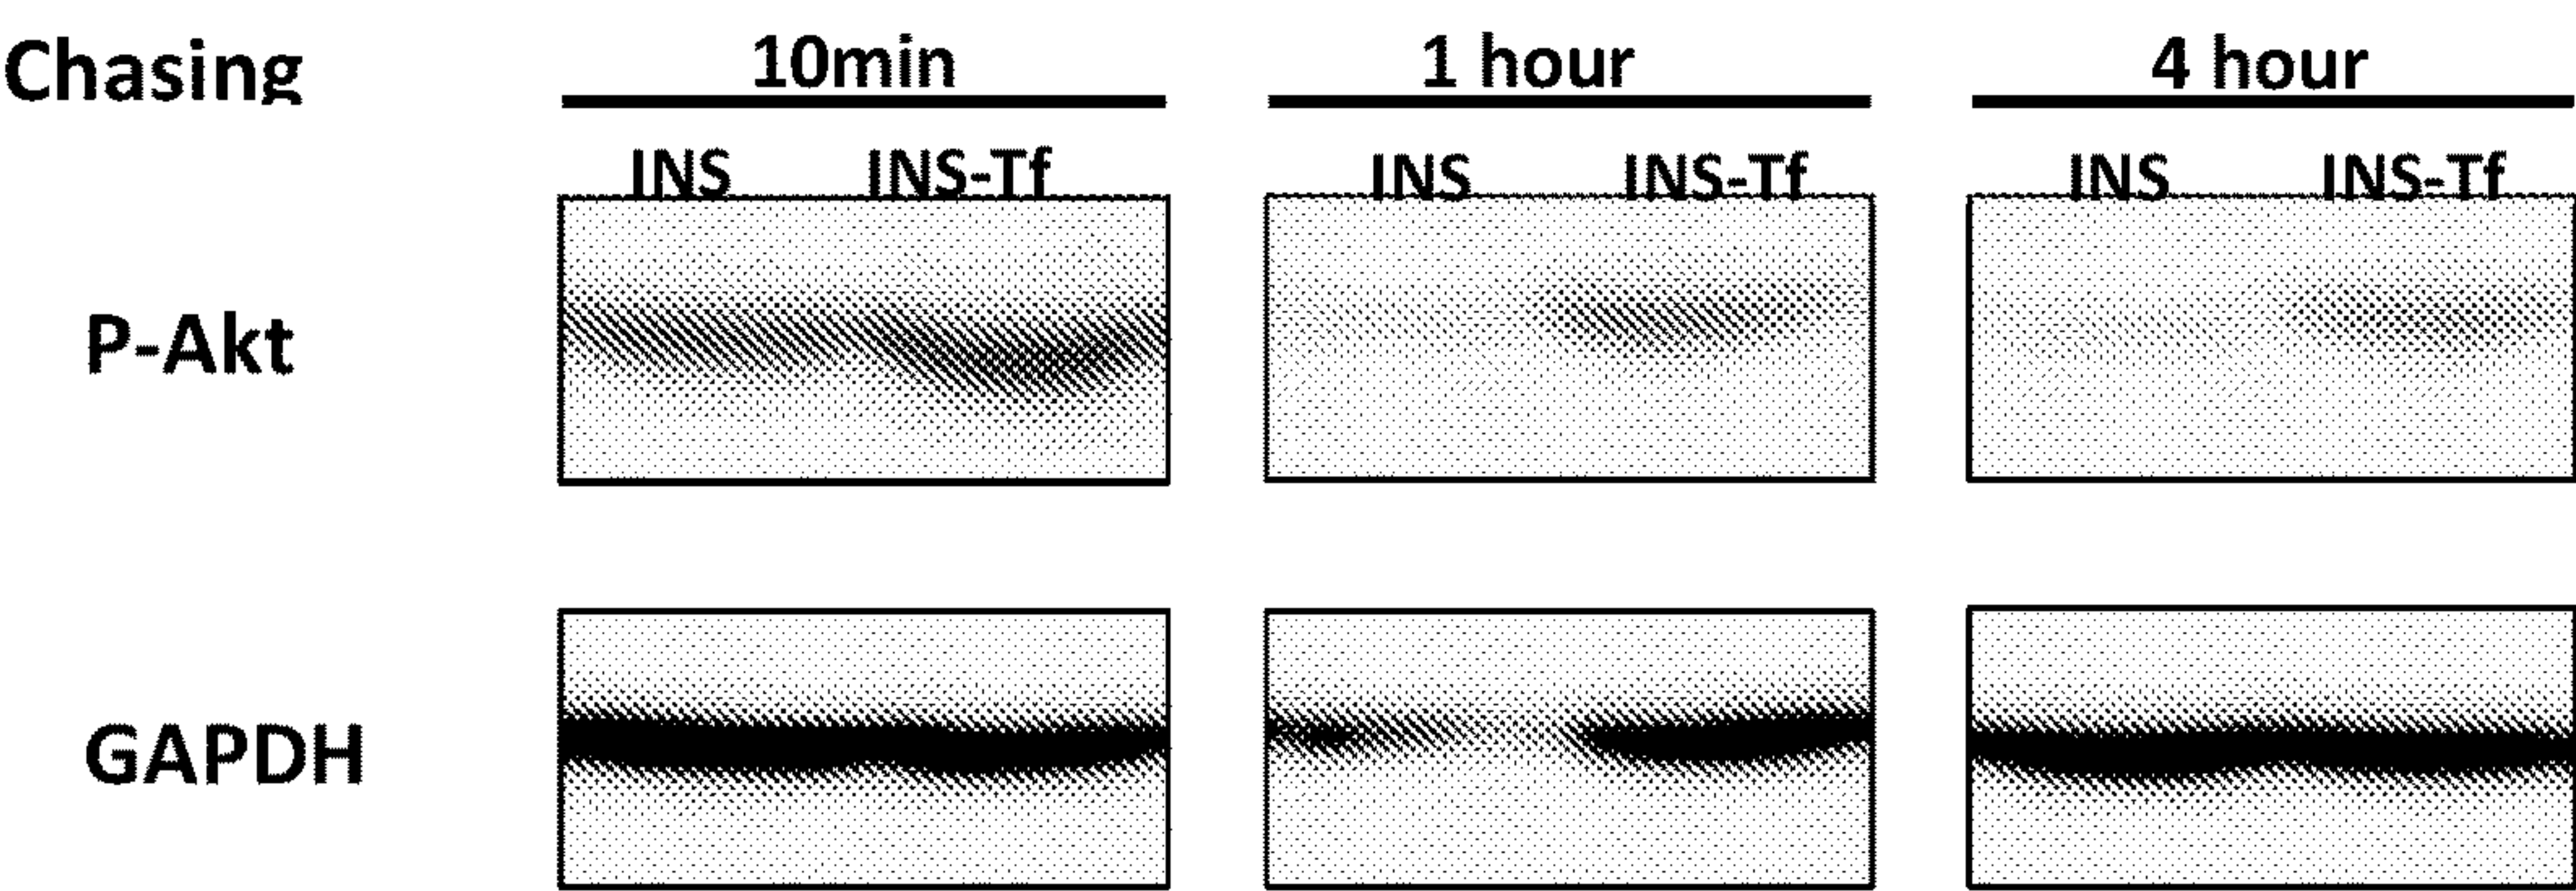 Chasing 10min 1 hour 4 hour
INS INS-Tf INS INS-Tf INS INS-Tf
P-Akt
GAPDH